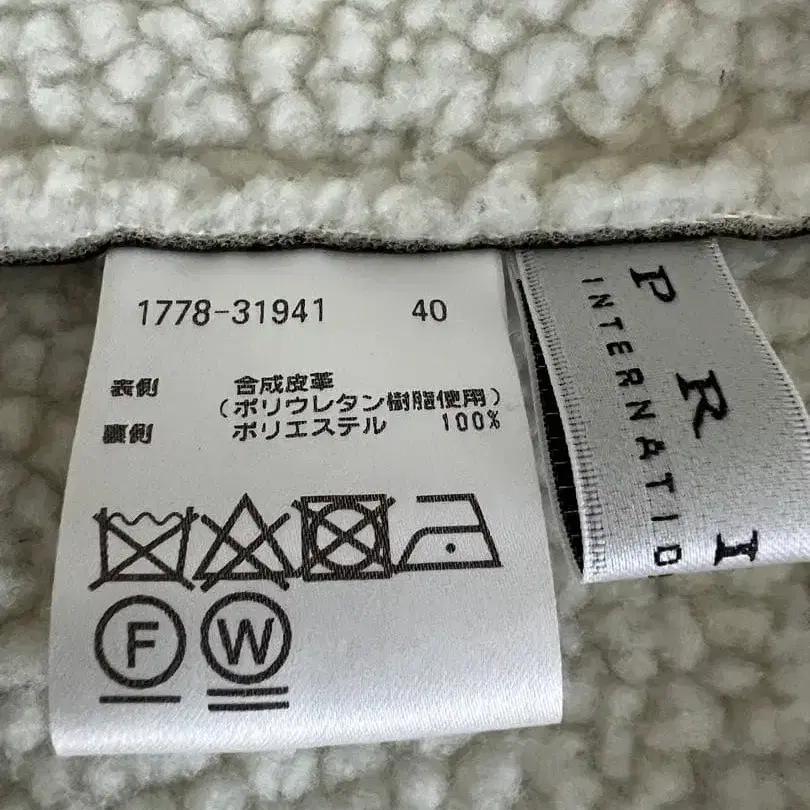 1778-31941 40
表側 合成皮革
(ポリウレタン樹脂使用)
裏側 ポリエステル 100%
F W
P R I
INTERNATIO